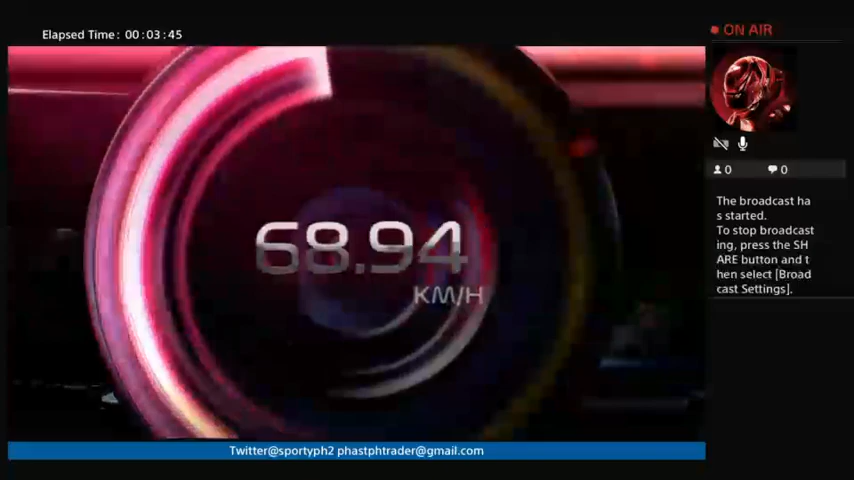 Elapsed Time: 00:03:45
ON AIR
68.94
KM/H
0 0
The broadcast ha
s started.
To stop broadcast
ing, press the SH
ARE button and t
hen select [Broad
cast Settings].
Twitter@sportyph2 phastphtrader@gmail.com